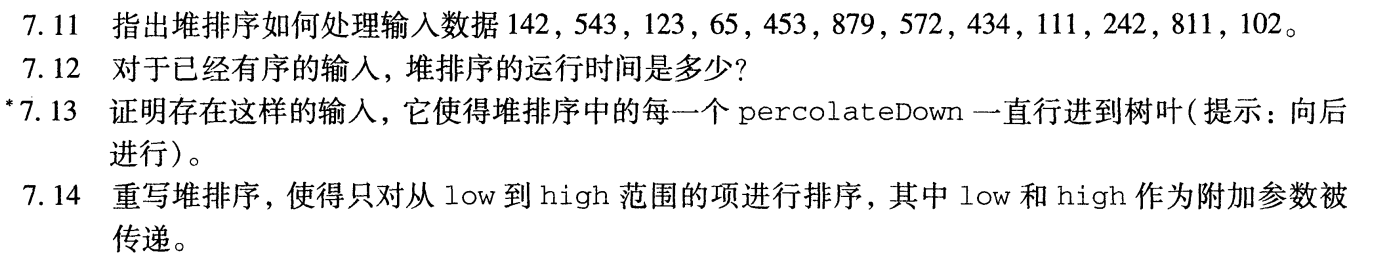 7.11 指出堆排序如何处理输入数据 142, 543, 123, 65, 453, 879, 572, 434, 111, 242, 811, 102。
7.12 对于已经有序的输入, 堆排序的运行时间是多少?
*7.13 证明存在这样的输入, 它使得堆排序中的每一个 percolateDown 一直行进到树叶(提示: 向后
进行)。
7.14 重写堆排序, 使得只对从 low 到 high 范围的项进行排序, 其中 low 和 high 作为附加参数被
传递。